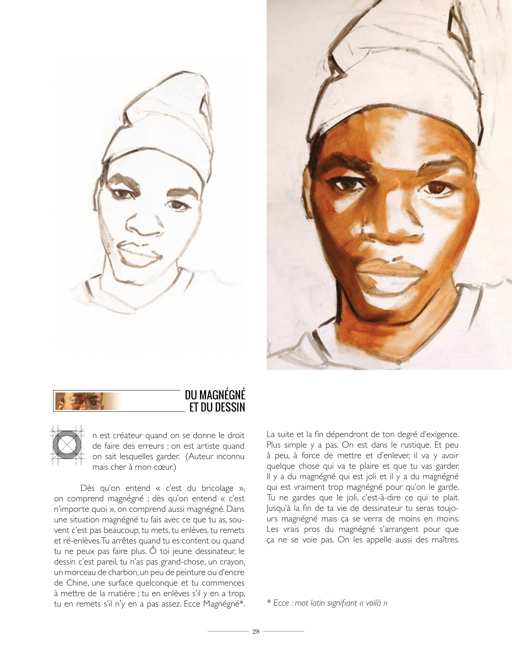 DU MAGNÉGNÉ
ET DU DESSIN
On est créateur quand on se donne le droit
de faire des erreurs ; on est artiste quand
on sait lesquelles garder. (Auteur inconnu
mais cher à mon cœur.)
Dès qu'on entend « c'est du bricolage »,
on comprend magnégné ; dès qu'on entend « c'est
n'importe quoi », on comprend aussi magnégné. Dans
une situation magnégné tu fais avec ce que tu as, sou-
vent c'est pas beaucoup, tu mets, tu enlèves, tu remets
et ré-enlèves.Tu arrêtes quand tu es content ou quand
tu ne peux pas faire plus. Ô toi jeune dessinateur, le
dessin c'est pareil, tu n'as pas grand-chose, un crayon,
un morceau de charbon, un peu de peinture ou d'encre
de Chine, une surface quelconque et tu commences
à mettre de la matière ; tu en enlèves s'il y en a trop,
tu en remets s'il n'y en a pas assez. Ecce Magnégné*.
La suite et la fin dépendront de ton degré d'exigence.
Plus simple y a pas. On est dans le rustique. Et peu
à peu, à force de mettre et d'enlever, il va y avoir
quelque chose qui va te plaire et que tu vas garder.
Il y a du magnégné qui est joli et il y a du magnégné
qui est vraiment trop magnégné pour qu'on le garde.
Tu ne gardes que le joli, c'est-à-dire ce qui te plait.
Jusqu'à la fin de ta vie de dessinateur tu seras toujo-
urs magnégné mais ça se verra de moins en moins.
Les vrais pros du magnégné s'arrangent pour que
ça ne se voie pas. On les appelle aussi des maîtres.
* Ecce : mot latin signifiant « voilà »
28